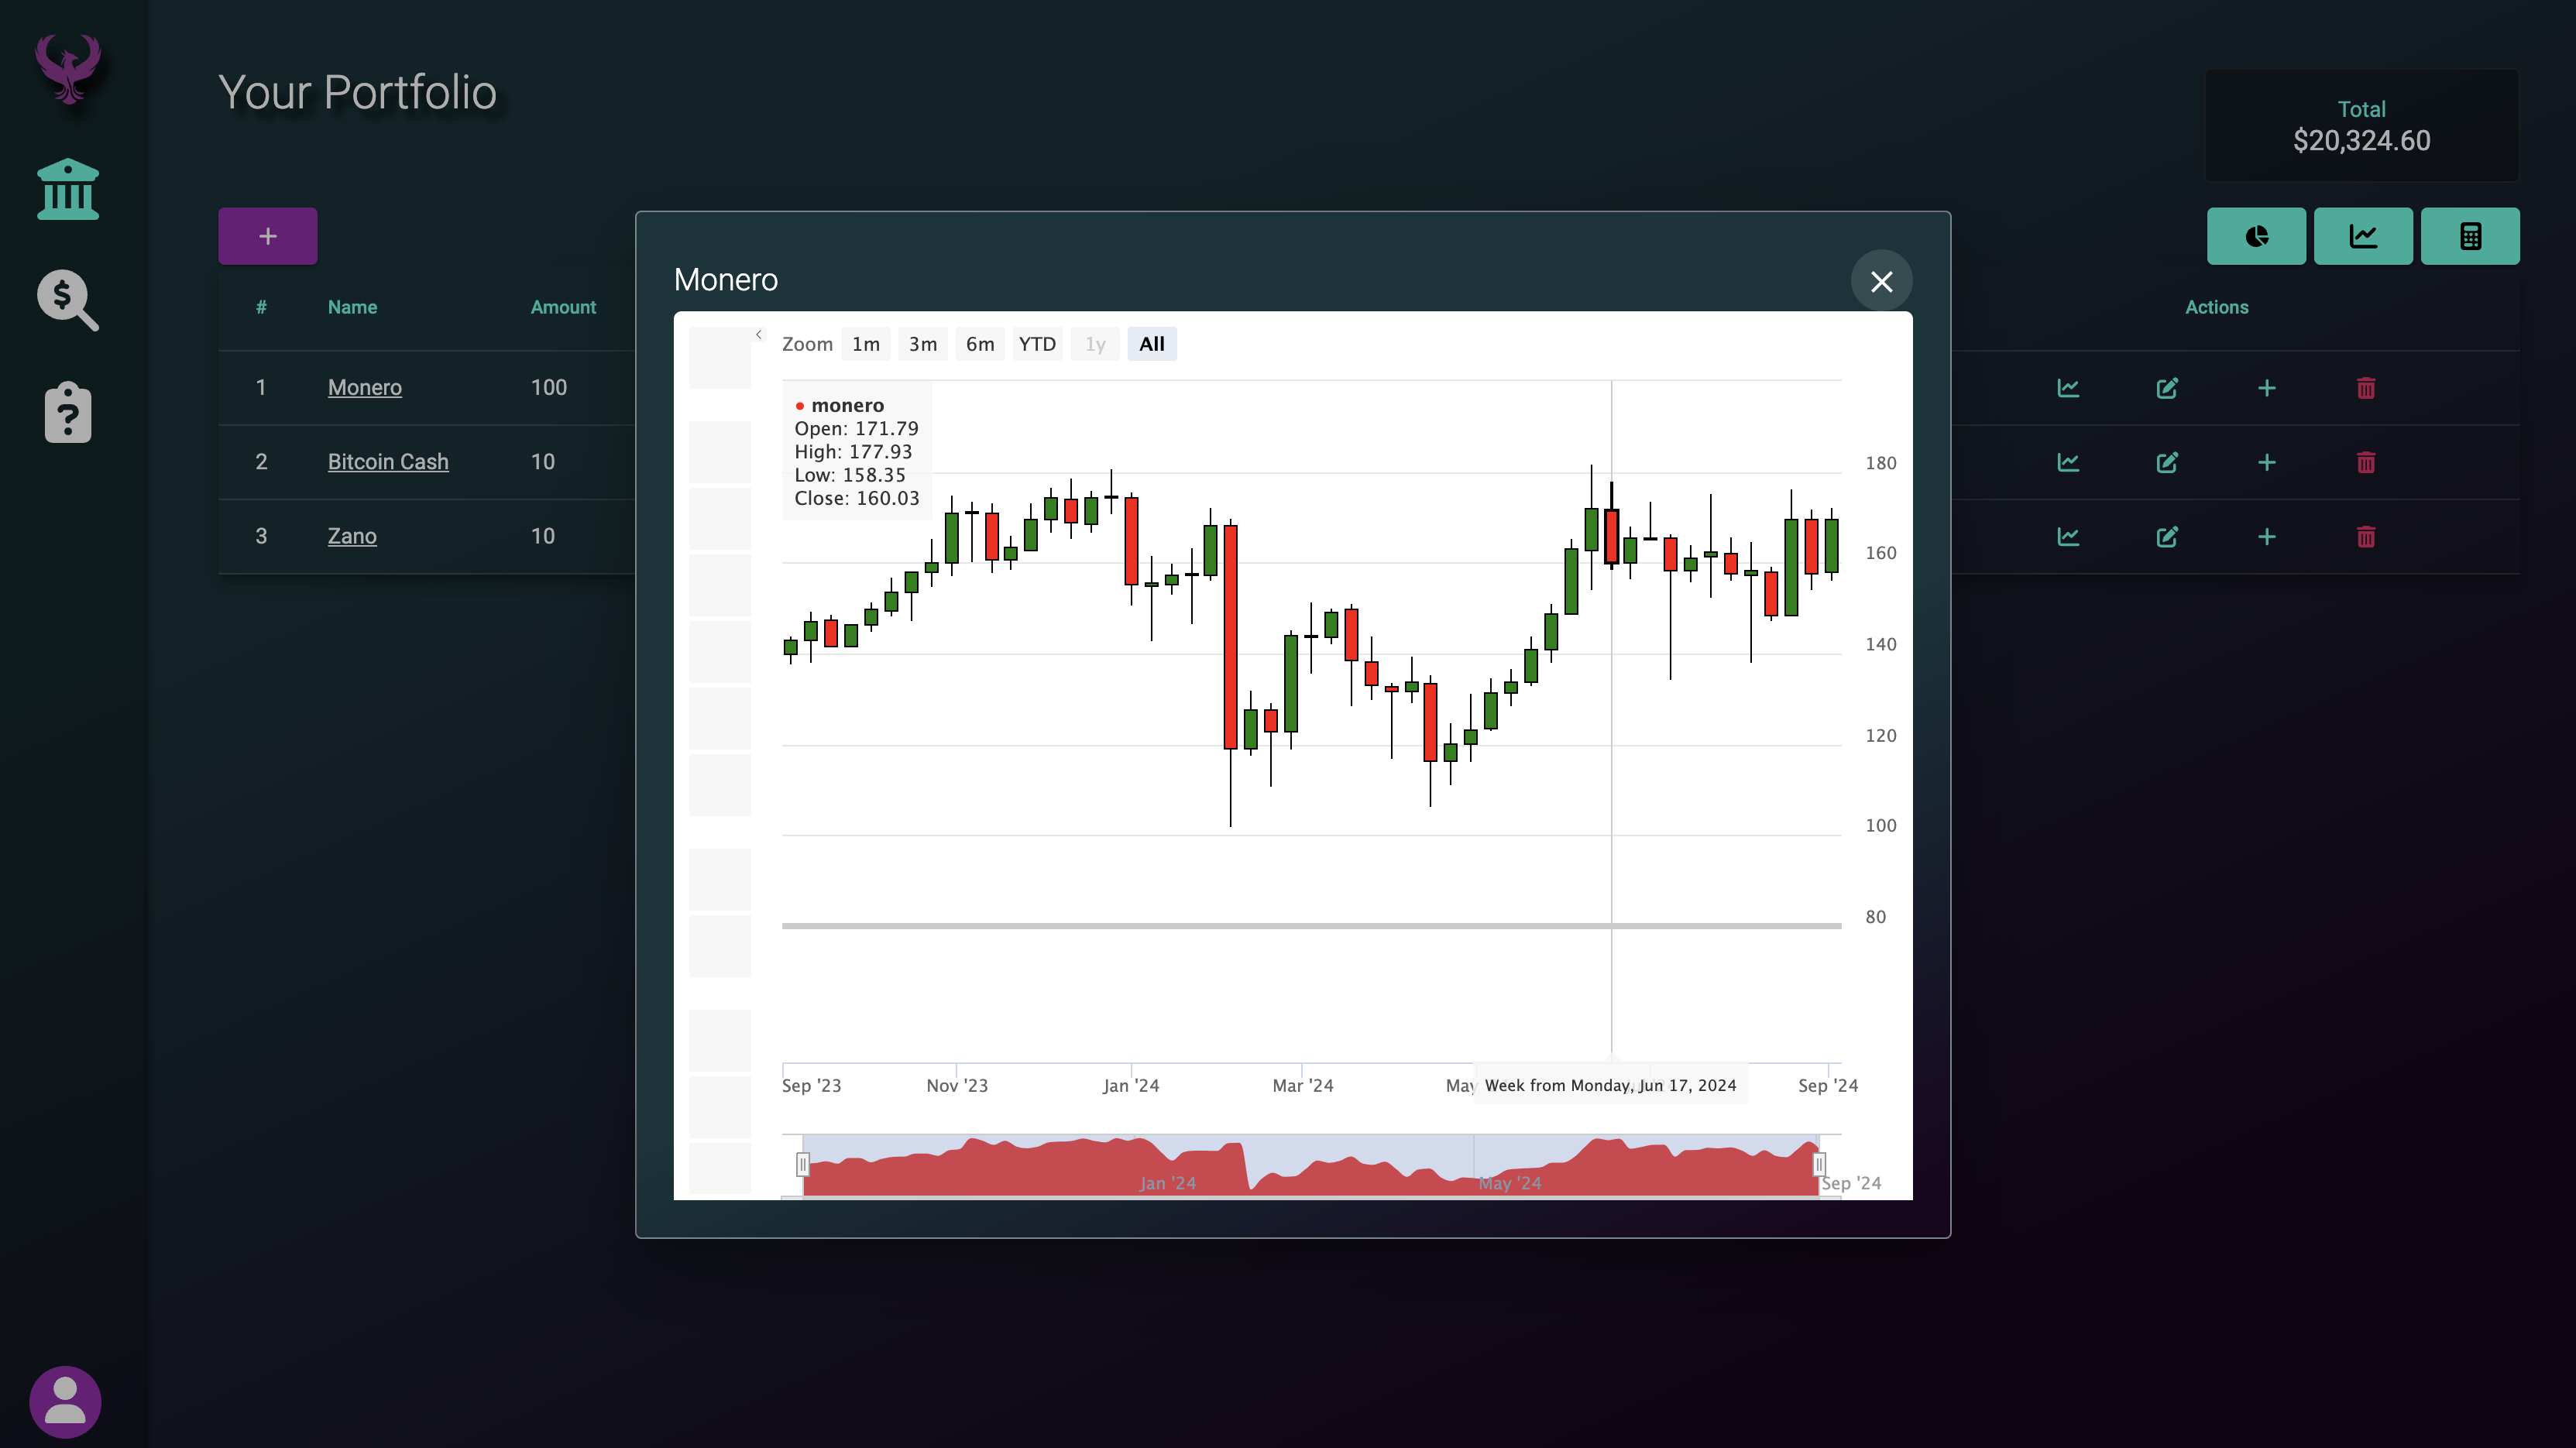 Your Portfolio
Total
$20,324.60
+
# Name Amount Actions
1 Monero 100
2 Bitcoin Cash 10
3 Zano 10
Monero
Zoom 1m 3m 6m YTD 1y All
monero
Open: 171.79
High: 177.93
Low: 158.35
Close: 160.03
180
160
140
120
100
80
Sep '23 Nov '23 Jan '24 Mar '24 May Week from Monday, Jun 17, 2024 Sep '24
Jan '24 May '24 Sep '24